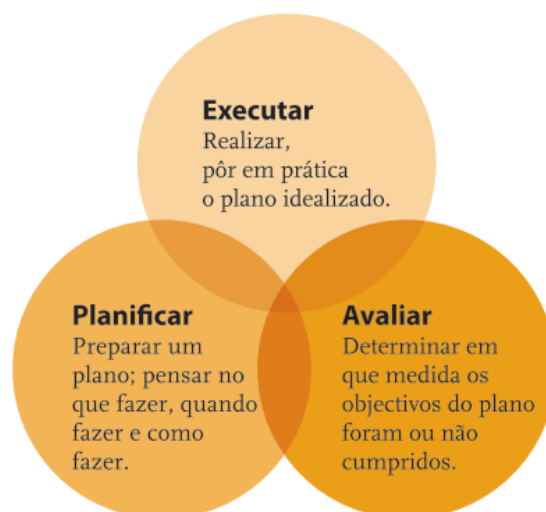 Executar
Realizar,
pôr em prática
o plano idealizado.
Planificar
Preparar um
plano; pensar no
que fazer, quando
fazer e como
fazer.
Avaliar
Determinar em
que medida os
objectivos do plano
foram ou não
cumpridos.